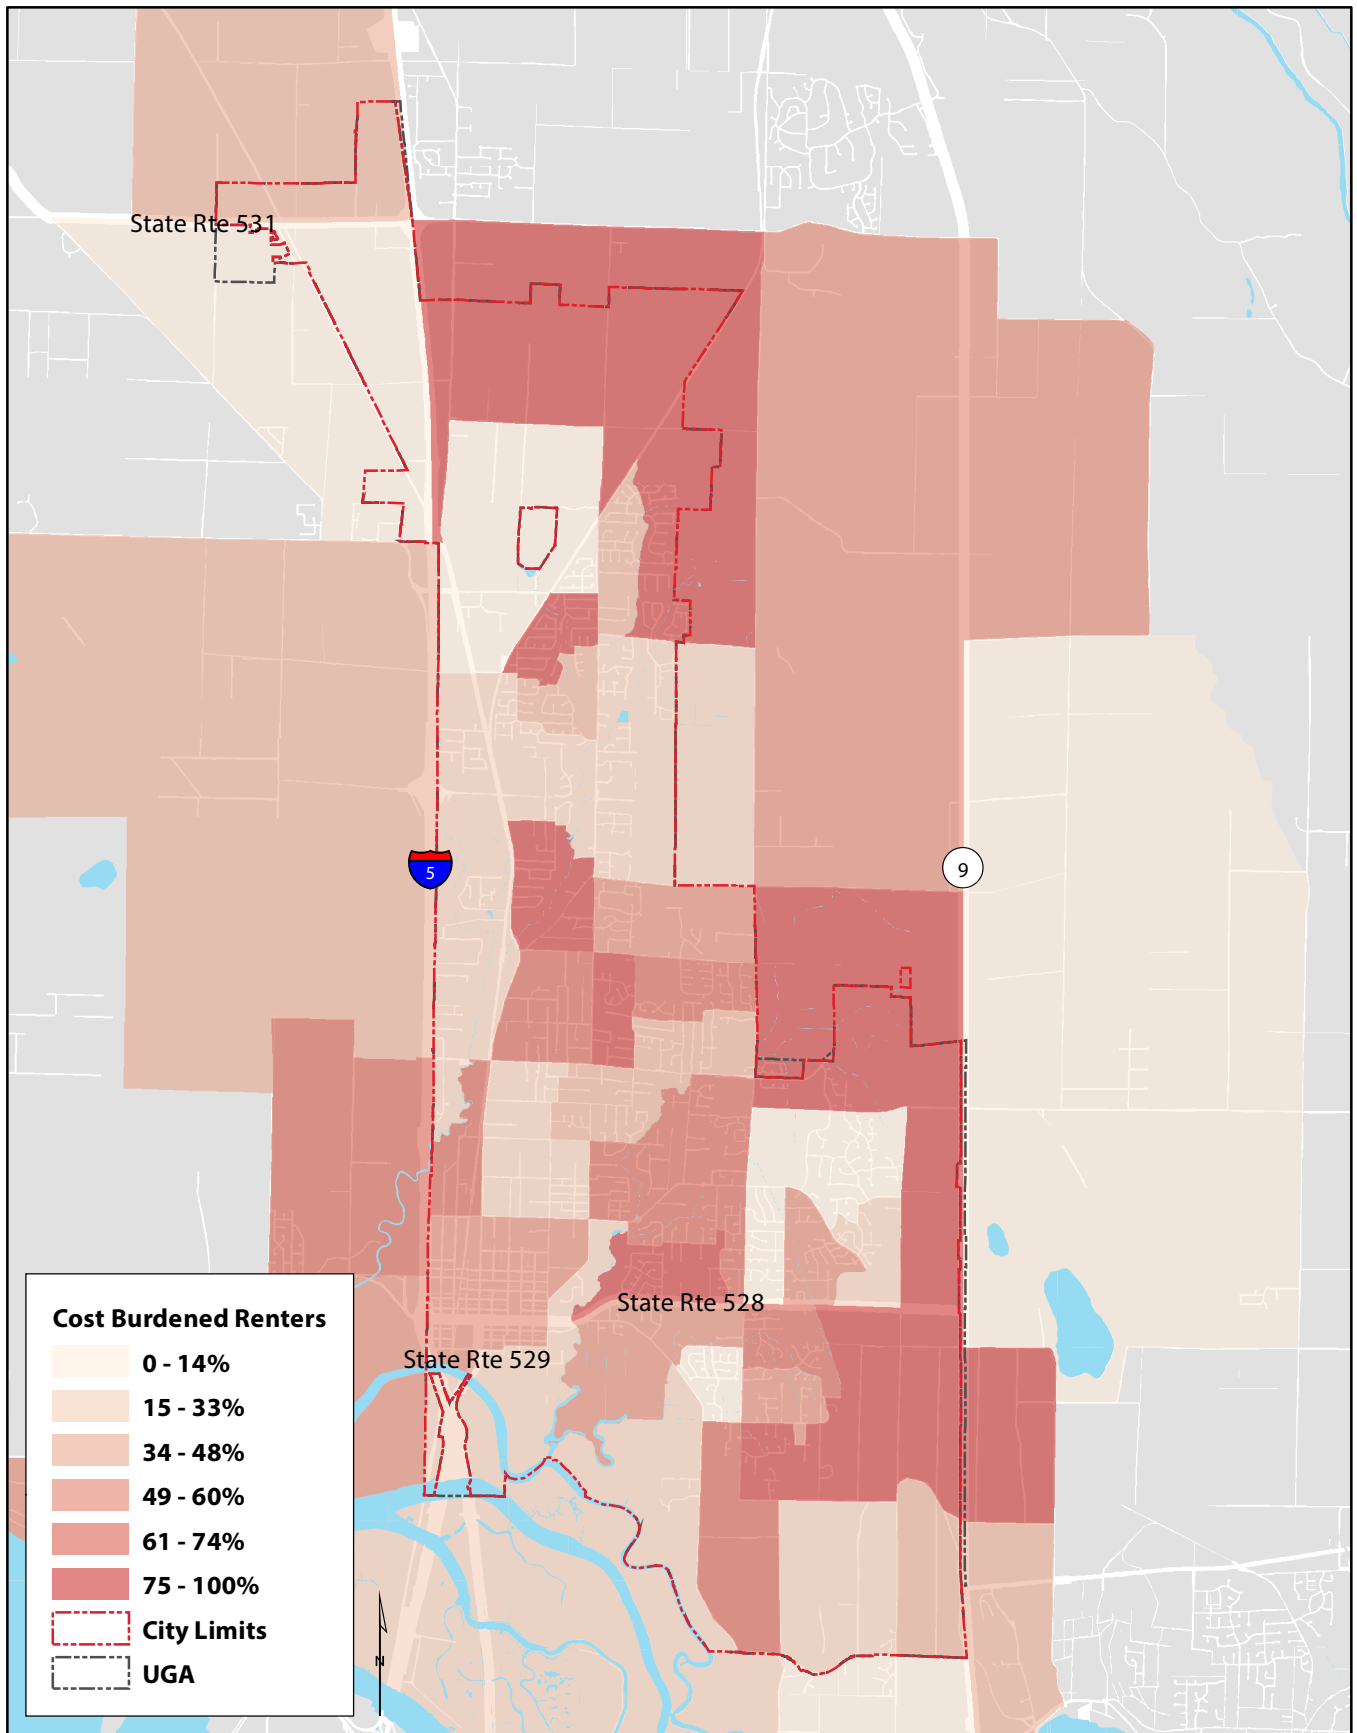 State Rte 531
5
9
State Rte 528
State Rte 529
Cost Burdened Renters
0 - 14%
15 - 33%
34 - 48%
49 - 60%
61 - 74%
75 - 100%
City Limits
UGA
N